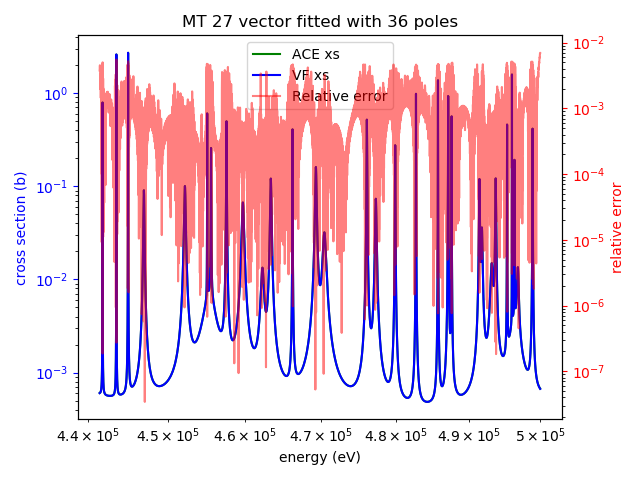 MT 27 vector fitted with 36 poles
ACE xs
VF xs
Relative error
cross section (b)
10⁰
10⁻¹
10⁻²
10⁻³
relative error
10⁻²
10⁻³
10⁻⁴
10⁻⁵
10⁻⁶
10⁻⁷
4.4 × 10⁵ 4.5 × 10⁵ 4.6 × 10⁵ 4.7 × 10⁵ 4.8 × 10⁵ 4.9 × 10⁵ 5 × 10⁵
energy (eV)